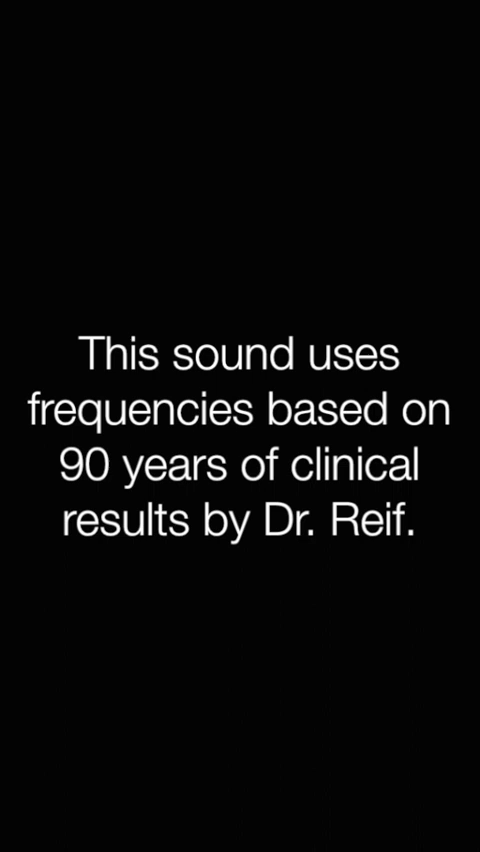 This sound uses
frequencies based on
90 years of clinical
results by Dr. Reif.